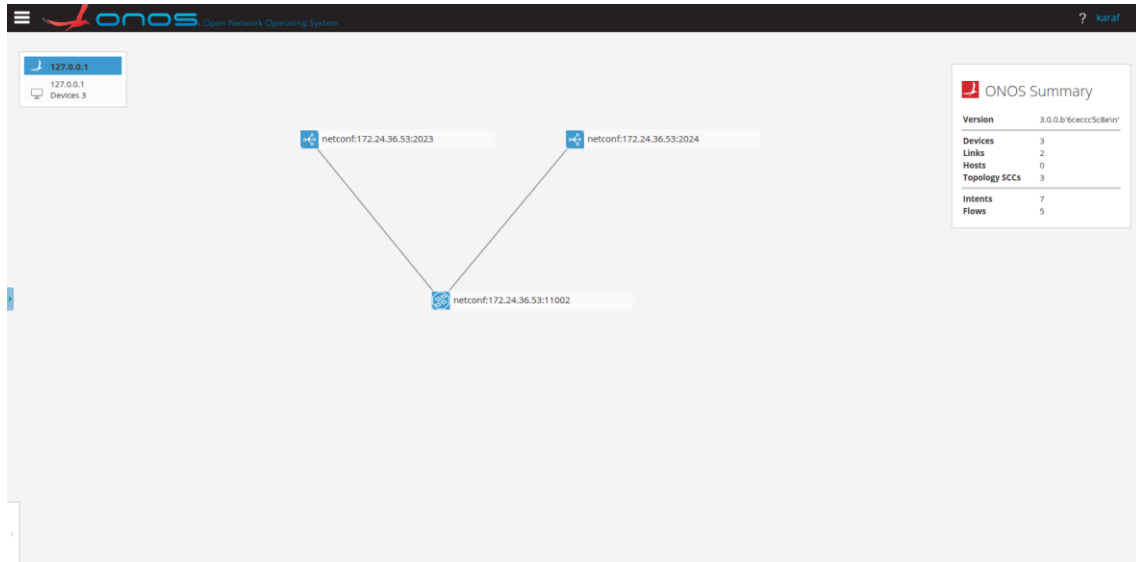 onos. Open Network Operating System
? karaf
127.0.0.1
127.0.0.1
Devices 3
netconf:172.24.36.53:2023
netconf:172.24.36.53:2024
netconf:172.24.36.53:11002
ONOS Summary
Version 3.0.0.b'6ceccc5c8e\n'
Devices 3
Links 2
Hosts 0
Topology SCCs 3
Intents 7
Flows 5